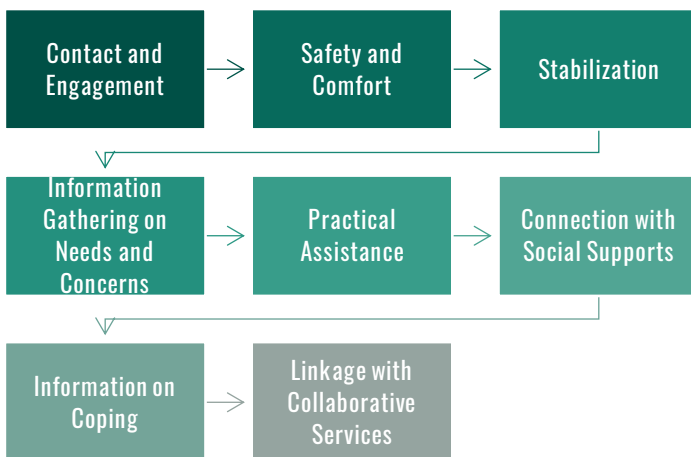 Contact and
Engagement
Safety and
Comfort
Stabilization
Information
Gathering on
Needs and
Concerns
Practical
Assistance
Connection with
Social Supports
Information on
Coping
Linkage with
Collaborative
Services